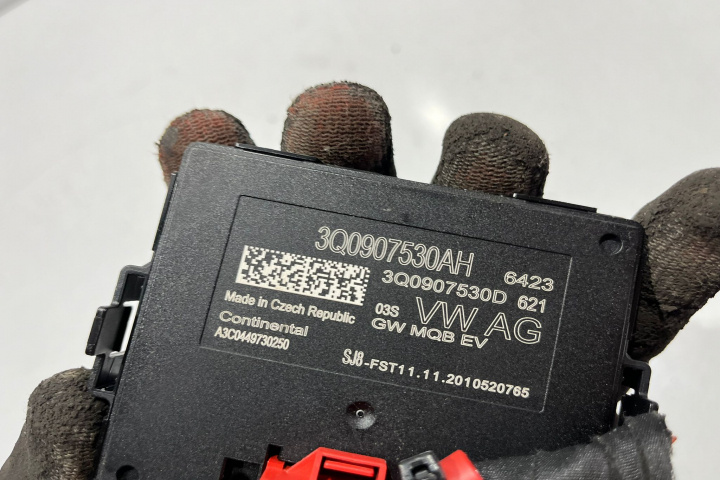 3Q0907530AH 6423
3Q0907530D 621
Made in Czech Republic 03S VW AG
Continental GW MQB EV
A3C0449730250
SJ8-FST11.11.2010520765